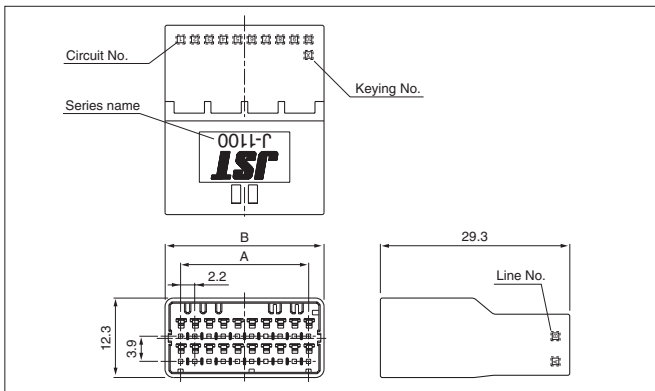 Circuit No.
Keying No.
Series name
J-1100
JST
B
A
2.2
12.3
3.9
29.3
Line No.